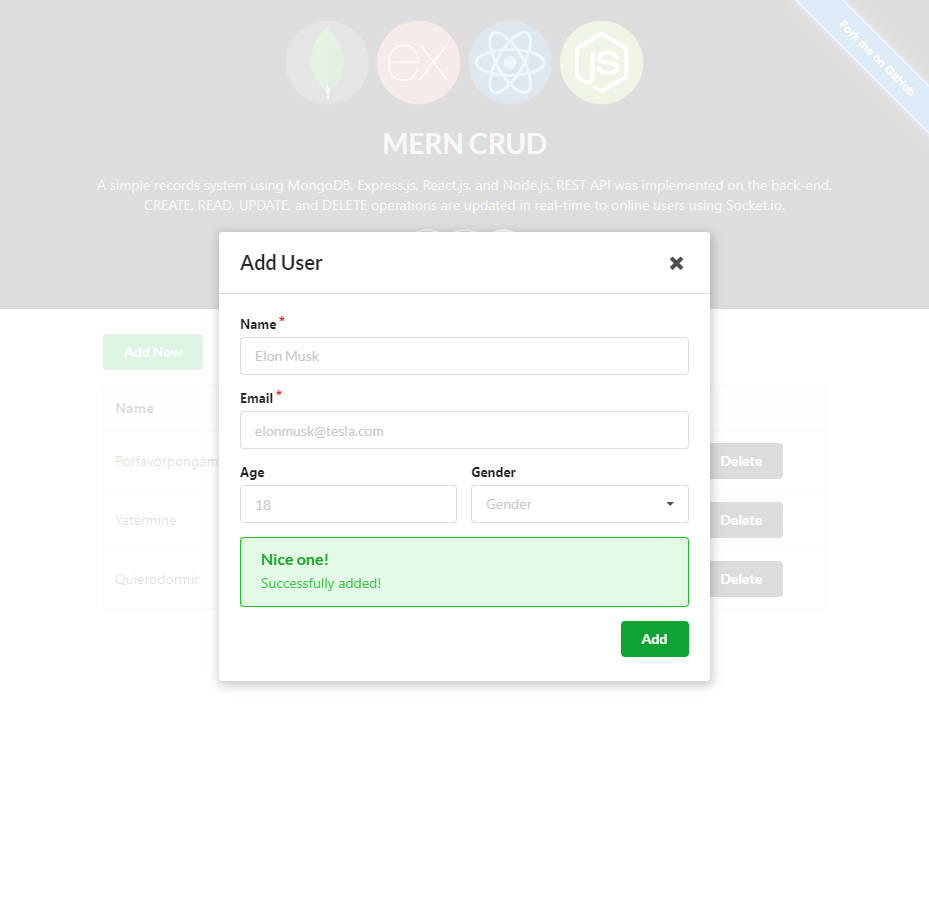 ex
JS
Fork me on GitHub
MERN CRUD
A simple records system using MongoDB, Express.js, React.js, and Node.js. REST API was implemented on the back-end.
CREATE, READ, UPDATE, and DELETE operations are updated in real-time to online users using Socket.io.
Add User
Name *
Elon Musk
Email *
elonmusk@tesla.com
Age
Gender
18
Gender
Nice one!
Successfully added!
Add
Add New
Name
Porfavorpongam
Delete
Yatermine
Delete
Quierodormir
Delete